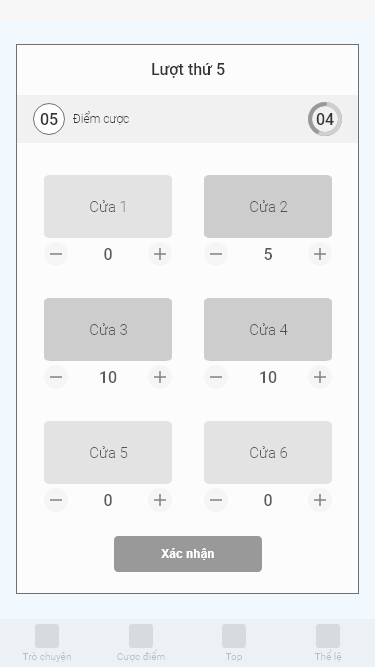 Lượt thứ 5
05 Điểm cược 04
Cửa 1 Cửa 2
0 5
Cửa 3 Cửa 4
10 10
Cửa 5 Cửa 6
0 0
Xác nhận
Trò chuyện Cược điểm Top Thể lệ